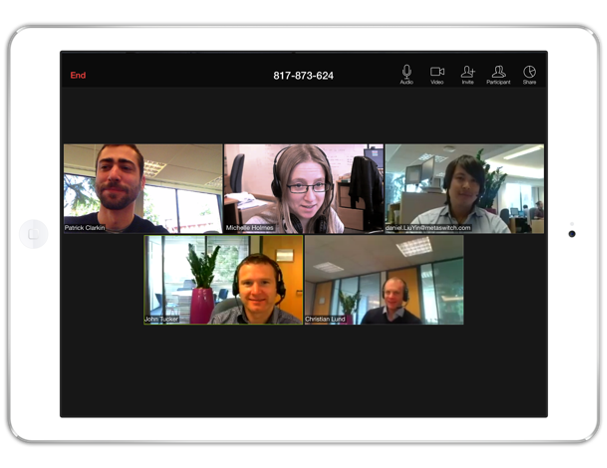 End
817-873-624
Audio
Video
Invite
Participant
Share
Patrick Clarkin
Michelle Holmes
daniel.LiuYin@metaswitch.com
John Tucker
Christian Lund